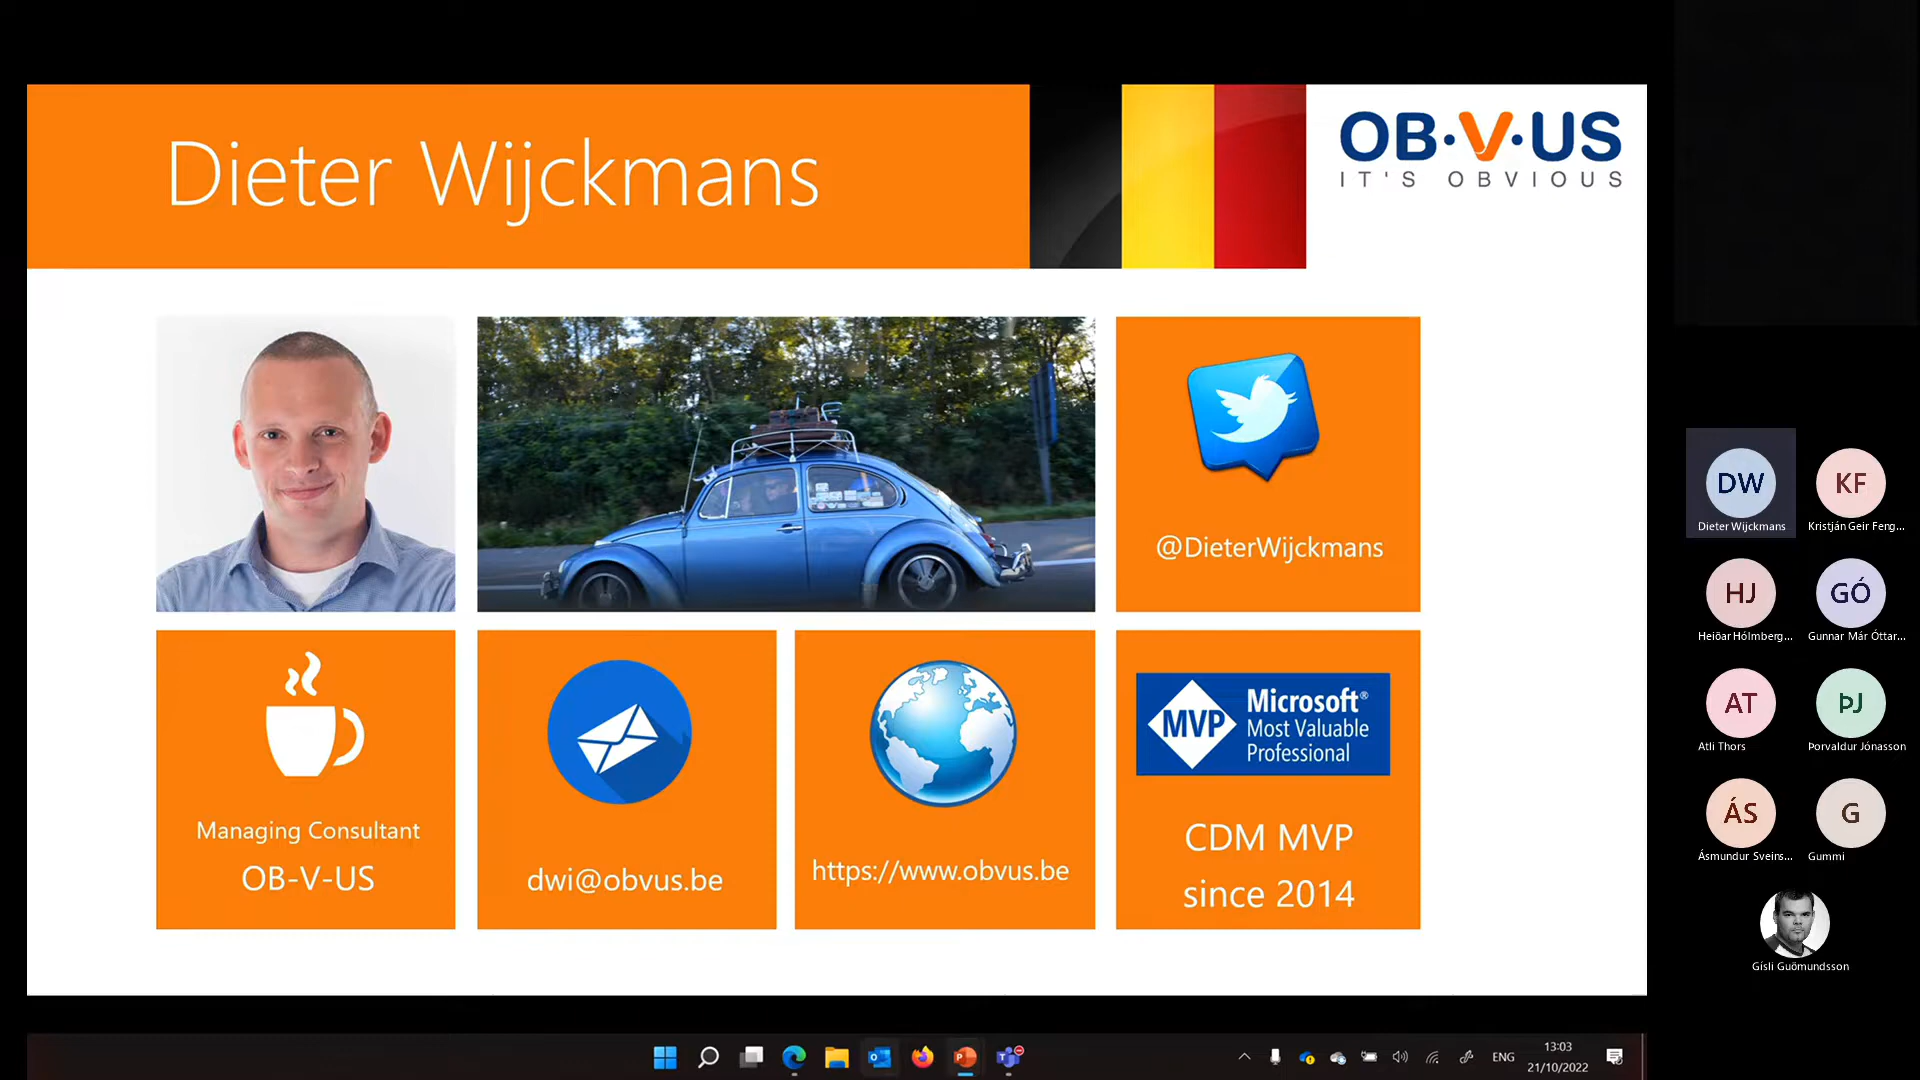 Dieter Wijckmans
OB·V·US
IT'S OBVIOUS
@DieterWijckmans
Managing Consultant
OB-V-US
dwi@obvus.be
https://www.obvus.be
MVP
Microsoft®
Most Valuable
Professional
CDM MVP
since 2014
DW
Dieter Wijckmans
KF
Kristján Geir Feng...
HJ
Heiðar Hólmberg...
GÓ
Gunnar Már Óttar...
AT
Atli Thors
ÞJ
Þorvaldur Jónasson
ÁS
Ásmundur Sveins...
G
Gummi
Gísli Guðmundsson
ENG
13:03
21/10/2022